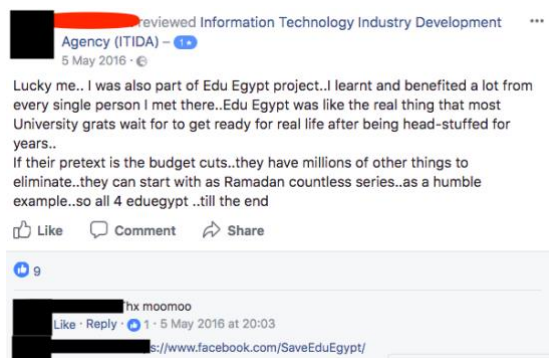 reviewed Information Technology Industry Development
Agency (ITIDA) – 1★
5 May 2016 ·
Lucky me.. I was also part of Edu Egypt project..I learnt and benefited a lot from
every single person I met there..Edu Egypt was like the real thing that most
University grats wait for to get ready for real life after being head-stuffed for
years..
If their pretext is the budget cuts..they have millions of other things to
eliminate..they can start with as Ramadan countless series..as a humble
example..so all 4 eduegypt ..till the end
Like Comment Share
9
Thx moomoo
Like · Reply · 1 · 5 May 2016 at 20:03
s://www.facebook.com/SaveEduEgypt/